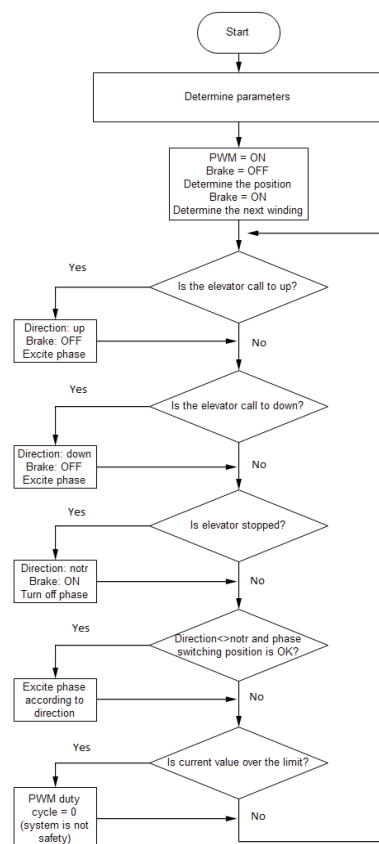 Start
Determine parameters
PWM = ON
Brake = OFF
Determine the position
Brake = ON
Determine the next winding
Yes
Is the elevator call to up?
Direction: up
Brake: OFF
Excite phase
No
Yes
Is the elevator call to down?
Direction: down
Brake: OFF
Excite phase
No
Yes
Is elevator stopped?
Direction: notr
Brake: ON
Turn off phase
No
Yes
Direction<>notr and phase
switching position is OK?
Excite phase
according to
direction
No
Yes
Is current value over the limit?
PWM duty
cycle = 0
(system is not
safety)
No